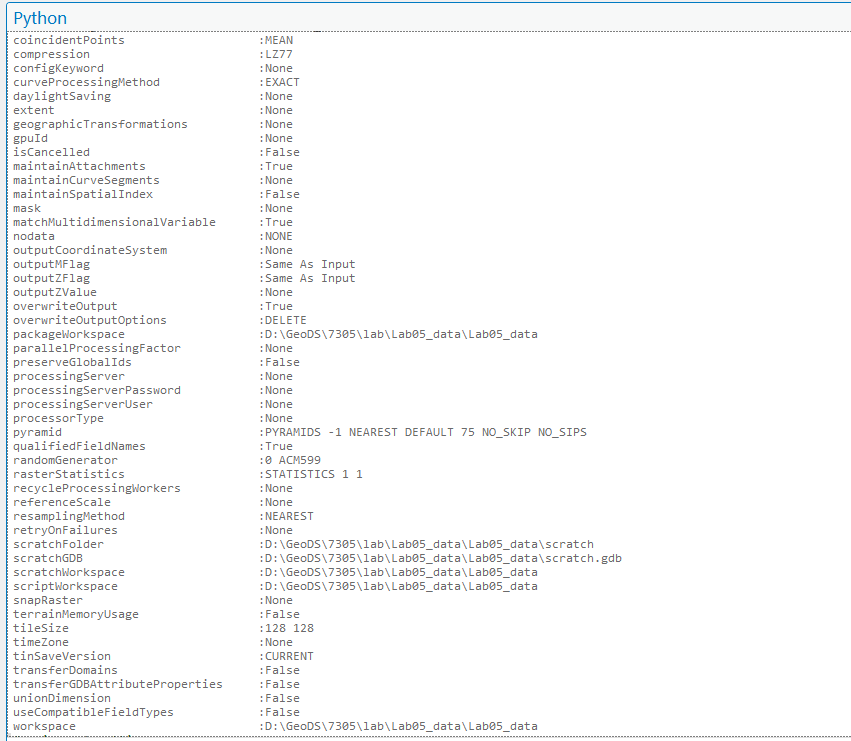 Python
coincidentPoints :MEAN
compression :LZ77
configKeyword :None
curveProcessingMethod :EXACT
daylightSaving :None
extent :None
geographicTransformations :None
gpuId :None
isCancelled :False
maintainAttachments :True
maintainCurveSegments :None
maintainSpatialIndex :False
mask :None
matchMultidimensionalVariable :True
nodata :NONE
outputCoordinateSystem :None
outputMFlag :Same As Input
outputZFlag :Same As Input
outputZValue :None
overwriteOutput :True
overwriteOutputOptions :DELETE
packageWorkspace :D:\GeoDS\7305\lab\Lab05_data\Lab05_data
parallelProcessingFactor :None
preserveGlobalIds :False
processingServer :None
processingServerPassword :None
processingServerUser :None
processorType :None
pyramid :PYRAMIDS -1 NEAREST DEFAULT 75 NO_SKIP NO_SIPS
qualifiedFieldNames :True
randomGenerator :0 ACM599
rasterStatistics :STATISTICS 1 1
recycleProcessingWorkers :None
referenceScale :None
resamplingMethod :NEAREST
retryOnFailures :None
scratchFolder :D:\GeoDS\7305\lab\Lab05_data\Lab05_data\scratch
scratchGDB :D:\GeoDS\7305\lab\Lab05_data\Lab05_data\scratch.gdb
scratchWorkspace :D:\GeoDS\7305\lab\Lab05_data\Lab05_data
scriptWorkspace :D:\GeoDS\7305\lab\Lab05_data\Lab05_data
snapRaster :None
terrainMemoryUsage :False
tileSize :128 128
timeZone :None
tinSaveVersion :CURRENT
transferDomains :False
transferGDBAttributeProperties :False
unionDimension :False
useCompatibleFieldTypes :False
workspace :D:\GeoDS\7305\lab\Lab05_data\Lab05_data